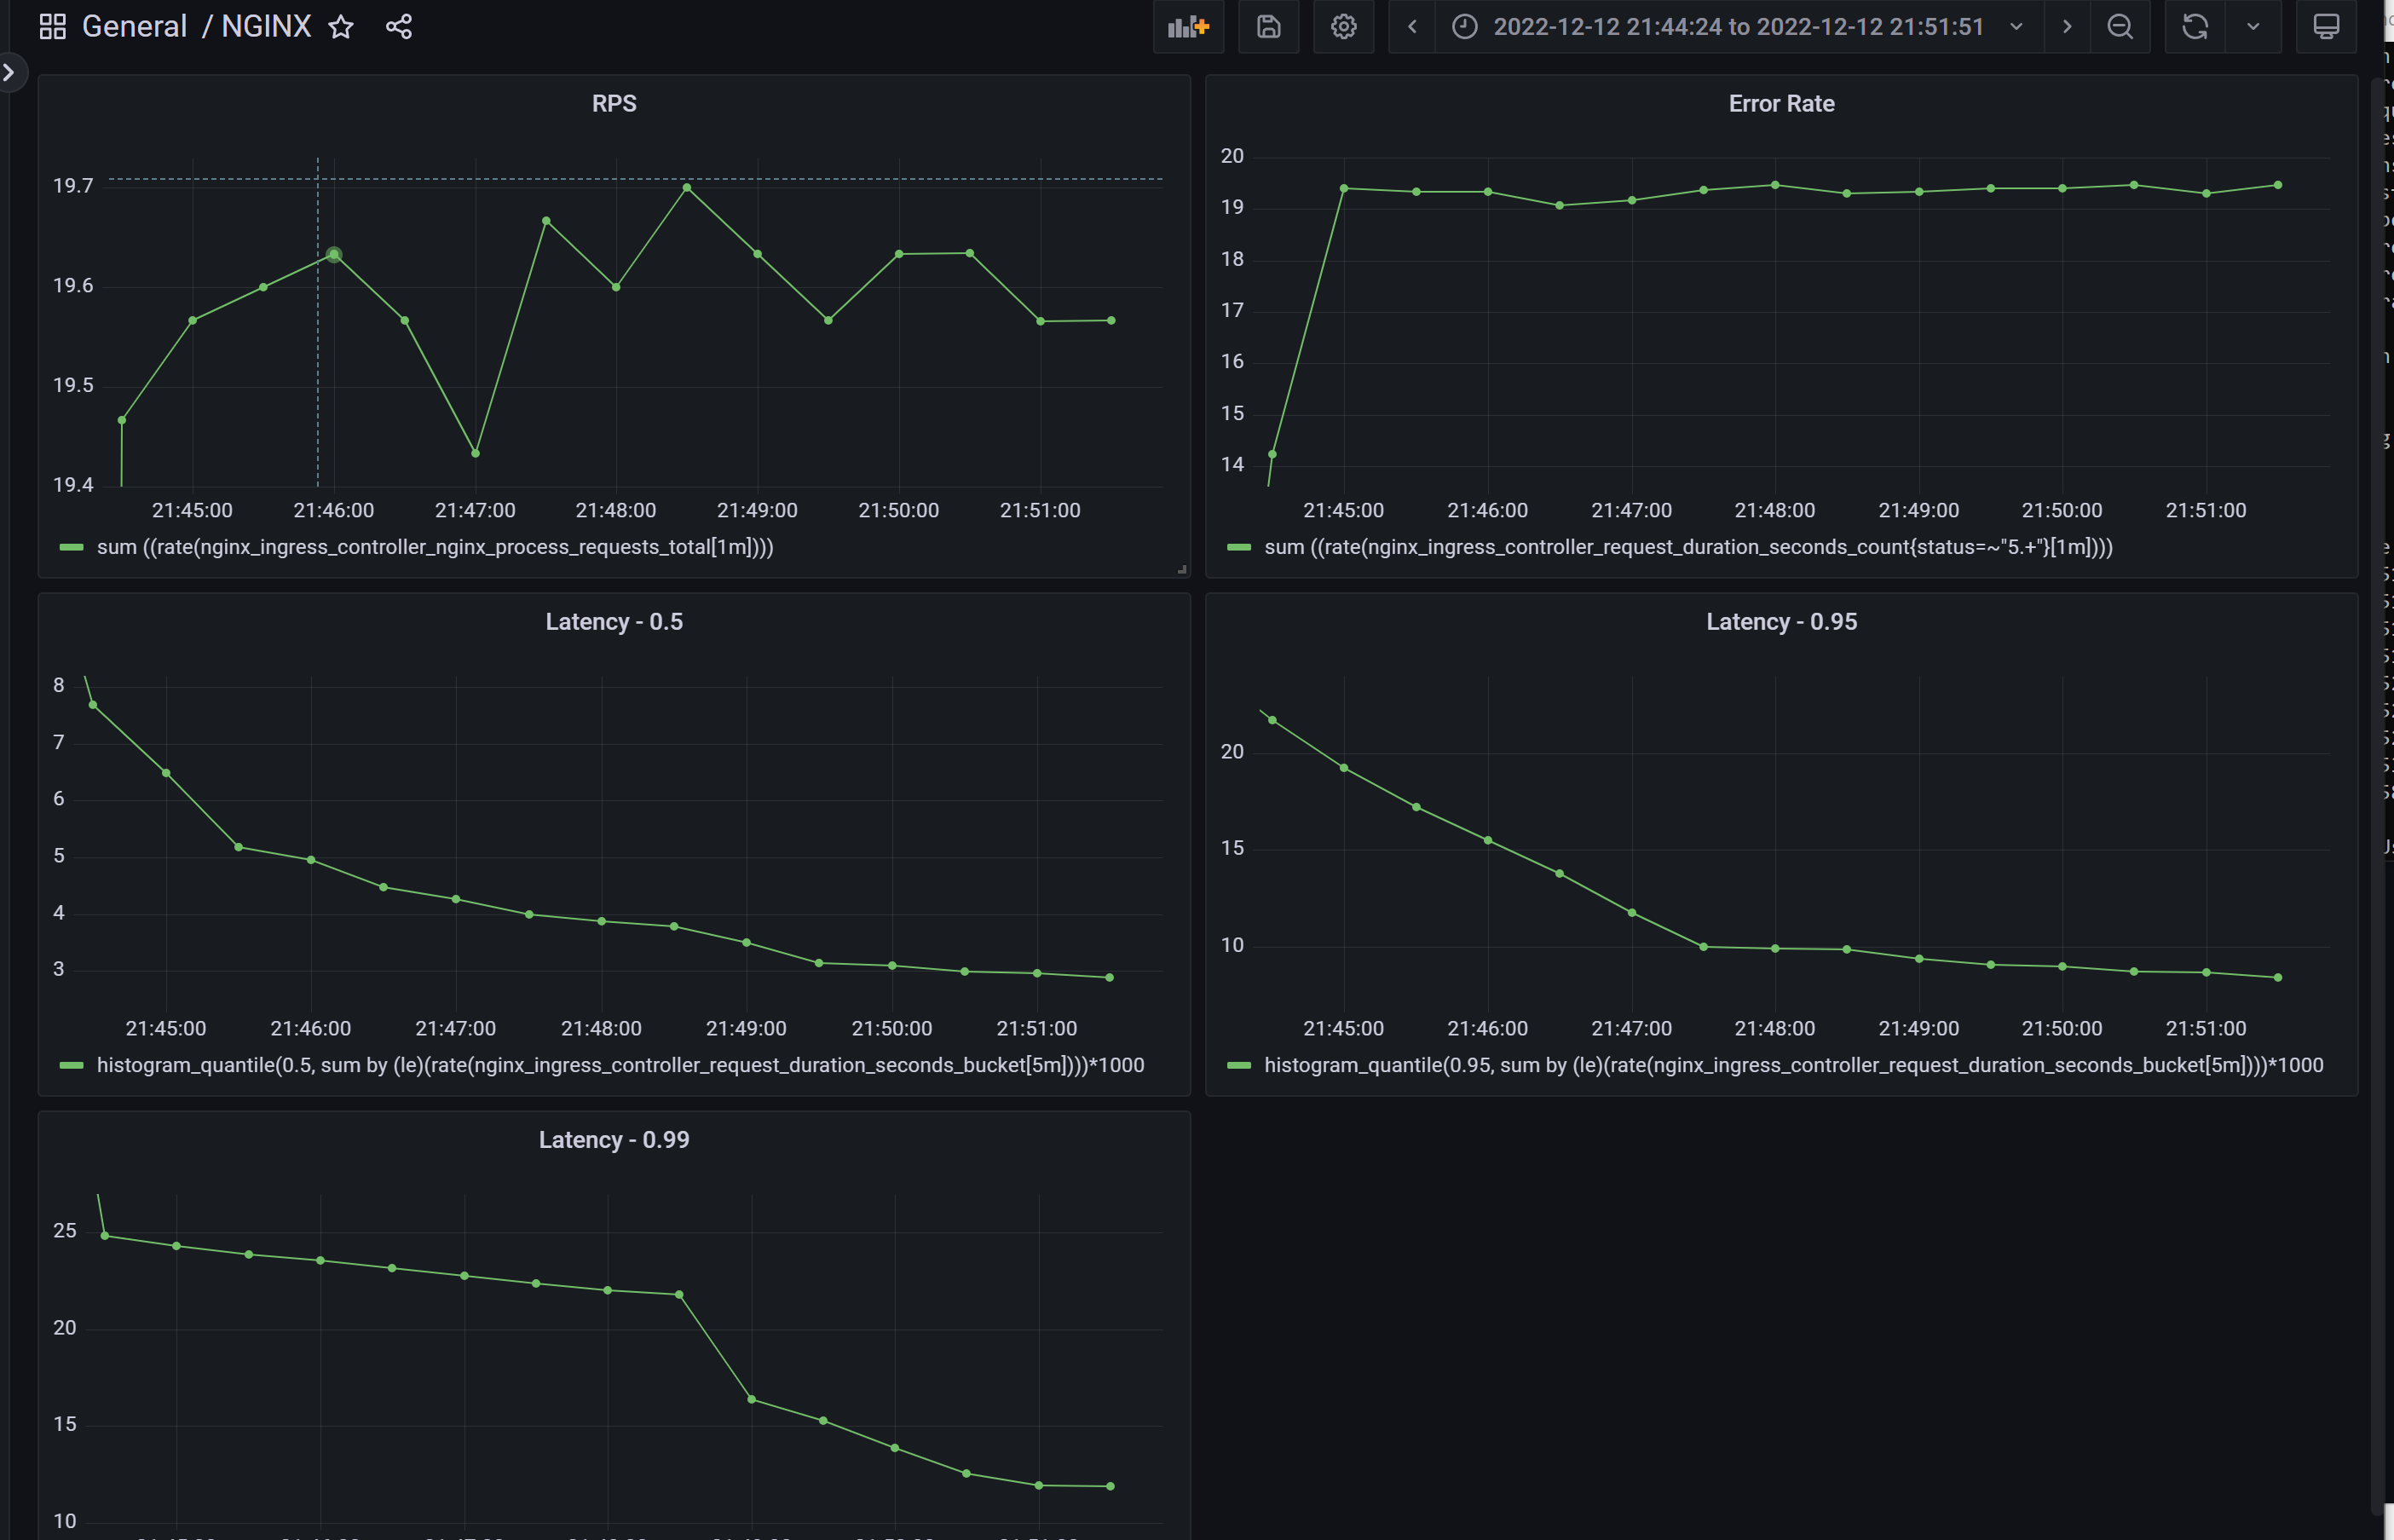 General / NGINX
2022-12-12 21:44:24 to 2022-12-12 21:51:51
RPS
19.7
19.6
19.5
19.4
21:45:00 21:46:00 21:47:00 21:48:00 21:49:00 21:50:00 21:51:00
sum ((rate(nginx_ingress_controller_nginx_process_requests_total[1m])))
Error Rate
20
19
18
17
16
15
14
21:45:00 21:46:00 21:47:00 21:48:00 21:49:00 21:50:00 21:51:00
sum ((rate(nginx_ingress_controller_request_duration_seconds_count{status=~"5.+"}[1m])))
Latency - 0.5
8
7
6
5
4
3
21:45:00 21:46:00 21:47:00 21:48:00 21:49:00 21:50:00 21:51:00
histogram_quantile(0.5, sum by (le)(rate(nginx_ingress_controller_request_duration_seconds_bucket[5m])))*1000
Latency - 0.95
20
15
10
21:45:00 21:46:00 21:47:00 21:48:00 21:49:00 21:50:00 21:51:00
histogram_quantile(0.95, sum by (le)(rate(nginx_ingress_controller_request_duration_seconds_bucket[5m])))*1000
Latency - 0.99
25
20
15
10